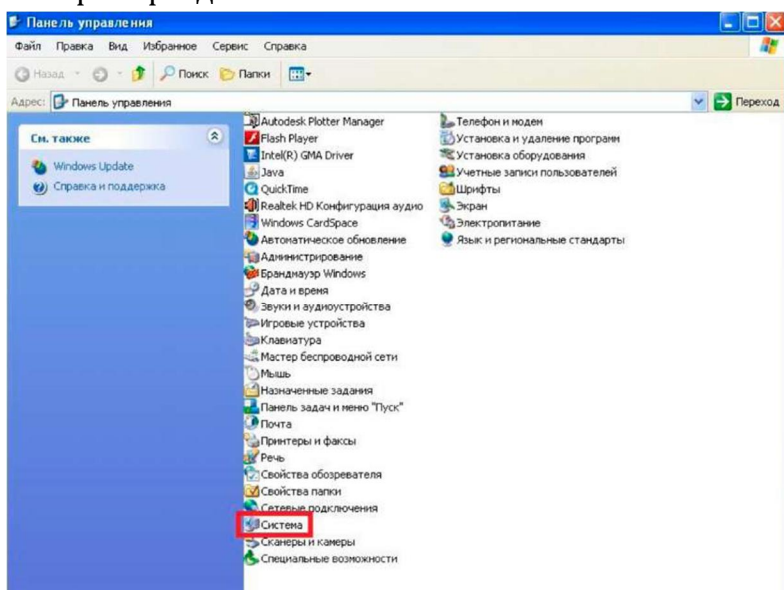 Панель управления
Файл Правка Вид Избранное Сервис Справка
Назад Поиск Папки
Адрес: Панель управления Переход
См. также
Windows Update
Справка и поддержка
Autodesk Plotter Manager
Flash Player
Intel(R) GMA Driver
Java
QuickTime
Realtek HD Конфигурация аудио
Windows CardSpace
Автоматическое обновление
Администрирование
Брандмауэр Windows
Дата и время
Звуки и аудиоустройства
Игровые устройства
Клавиатура
Мастер беспроводной сети
Мышь
Назначенные задания
Панель задач и меню "Пуск"
Почта
Принтеры и факсы
Речь
Свойства обозревателя
Свойства папки
Сетевые подключения
Система
Сканеры и камеры
Специальные возможности
Телефон и модем
Установка и удаление программ
Установка оборудования
Учетные записи пользователей
Шрифты
Экран
Электропитание
Язык и региональные стандарты